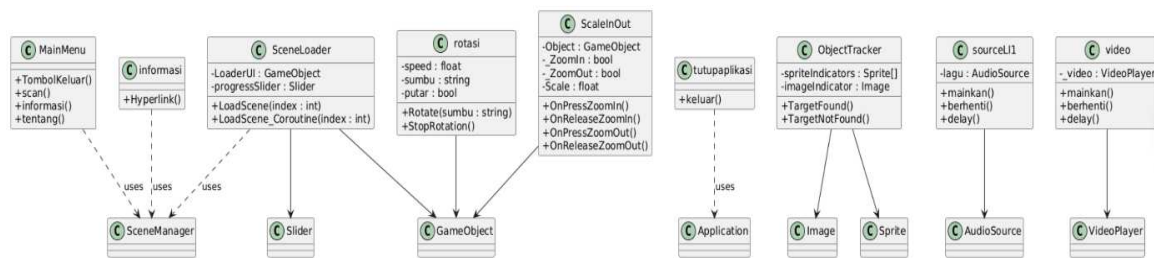 C MainMenu
+TombolKeluar()
+scan()
+informasi()
+tentang()
C informasi
+Hyperlink()
C SceneLoader
-LoaderUI : GameObject
-progressSlider : Slider
+LoadScene(index : int)
+LoadScene_Coroutine(index : int)
C rotasi
-speed : float
-sumbu : string
-putar : bool
+Rotate(sumbu : string)
+StopRotation()
C ScaleInOut
-Object : GameObject
-_ZoomIn : bool
-_ZoomOut : bool
-Scale : float
+OnPressZoomIn()
+OnReleaseZoomIn()
+OnPressZoomOut()
+OnReleaseZoomOut()
C tutupaplikasi
+keluar()
C ObjectTracker
-spriteIndicators : Sprite[]
-imageIndicator : Image
+TargetFound()
+TargetNotFound()
C sourceLI1
-lagu : AudioSource
+mainkan()
+berhenti()
+delay()
C video
-_video : VideoPlayer
+mainkan()
+berhenti()
+delay()
uses
uses
uses
uses
C SceneManager
C Slider
C GameObject
C Application
C Image
C Sprite
C AudioSource
C VideoPlayer